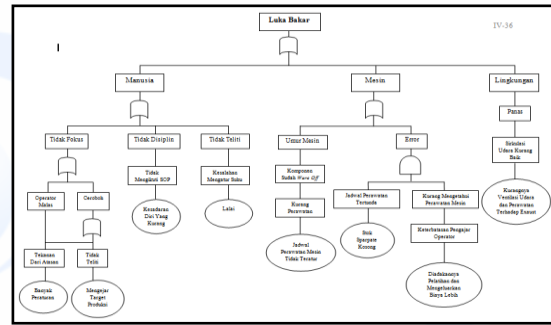 Luka Bakar
IV-36
Manusia
Mesin
Lingkungan
Tidak Fokus
Tidak Disiplin
Tidak Teliti
Umur Mesin
Error
Panas
Operator
Malas
Ceroboh
Tidak
Mengikuti SOP
Kesalahan
Mengatur Suhu
Komponen
Sudah Ware Off
Jadwal Perawatan
Tertunda
Kurang Mengetahui
Perawatan Mesin
Sirkulasi
Udara Kurang
Baik
Tekanan
Dari Atasan
Tidak
Teliti
Kesadaran
Diri Yang
Kurang
Lalai
Kurang
Perawatan
Stok
Sparepate
Kosong
Keterbatasan Pengajar
Operator
Kurangnya
Ventilasi Udara
dan Perawatan
Terhadap Exaust
Banyak
Peraturan
Mengejar
Target
Produksi
Jadwal
Perawatan Mesin
Tidak Teratur
Diadakannya
Pelatihan dan
Mengeluarkan
Biaya Lebih